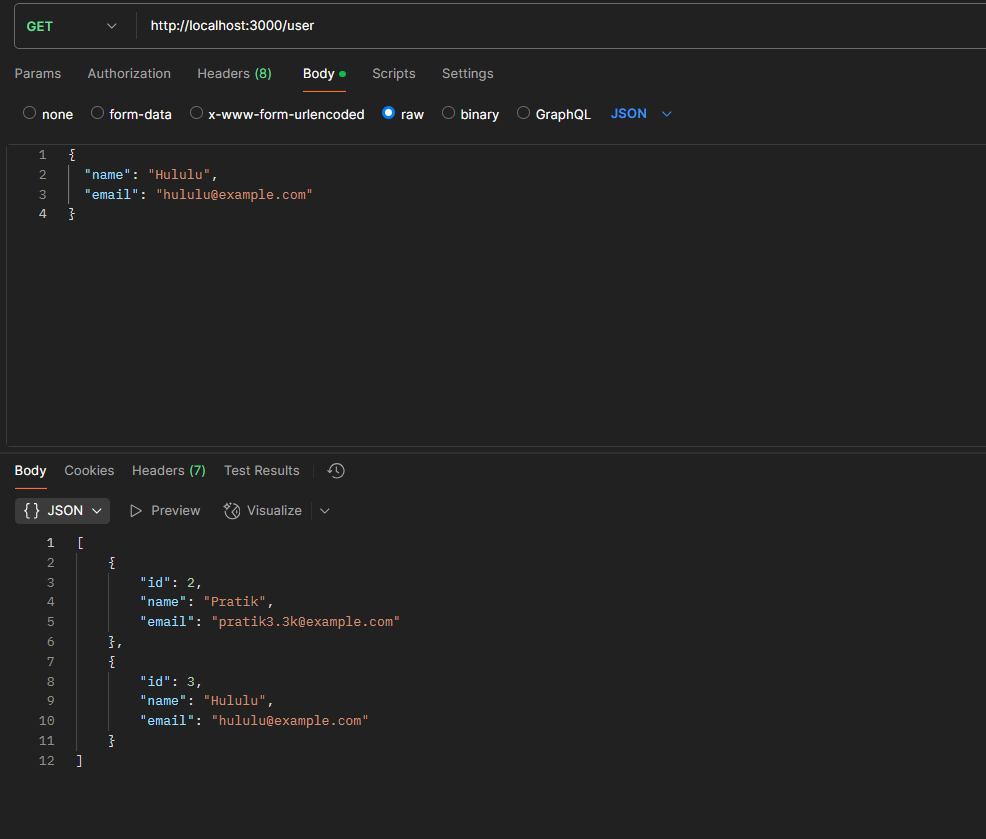 GET http://localhost:3000/user
Params Authorization Headers (8) Body Scripts Settings
none form-data x-www-form-urlencoded raw binary GraphQL JSON
1 {
2 "name": "Hululu",
3 "email": "hululu@example.com"
4 }
Body Cookies Headers (7) Test Results
{} JSON Preview Visualize
1 [
2 {
3 "id": 2,
4 "name": "Pratik",
5 "email": "pratik3.3k@example.com"
6 },
7 {
8 "id": 3,
9 "name": "Hululu",
10 "email": "hululu@example.com"
11 }
12 ]